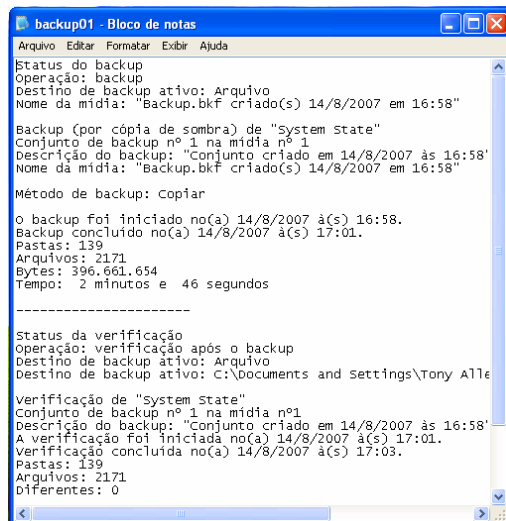 backup01 - Bloco de notas
Arquivo Editar Formatar Exibir Ajuda
Status do backup
Operação: backup
Destino de backup ativo: Arquivo
Nome da mídia: "Backup.bkf criado(s) 14/8/2007 em 16:58"
Backup (por cópia de sombra) de "System State"
Conjunto de backup nº 1 na mídia nº 1
Descrição do backup: "Conjunto criado em 14/8/2007 às 16:58"
Nome da mídia: "Backup.bkf criado(s) 14/8/2007 em 16:58"
Método de backup: Copiar
O backup foi iniciado no(a) 14/8/2007 à(s) 16:58.
Backup concluído no(a) 14/8/2007 à(s) 17:01.
Pastas: 139
Arquivos: 2171
Bytes: 396.661.654
Tempo: 2 minutos e 46 segundos
----------------------
Status da verificação
Operação: verificação após o backup
Destino de backup ativo: Arquivo
Destino de backup ativo: C:\Documents and Settings\Tony Alle
Verificação de "System State"
Conjunto de backup nº 1 na mídia nº1
Descrição do backup: "Conjunto criado em 14/8/2007 às 16:58"
A verificação foi iniciada no(a) 14/8/2007 à(s) 17:01.
Verificação concluída no(a) 14/8/2007 à(s) 17:03.
Pastas: 139
Arquivos: 2171
Diferentes: 0